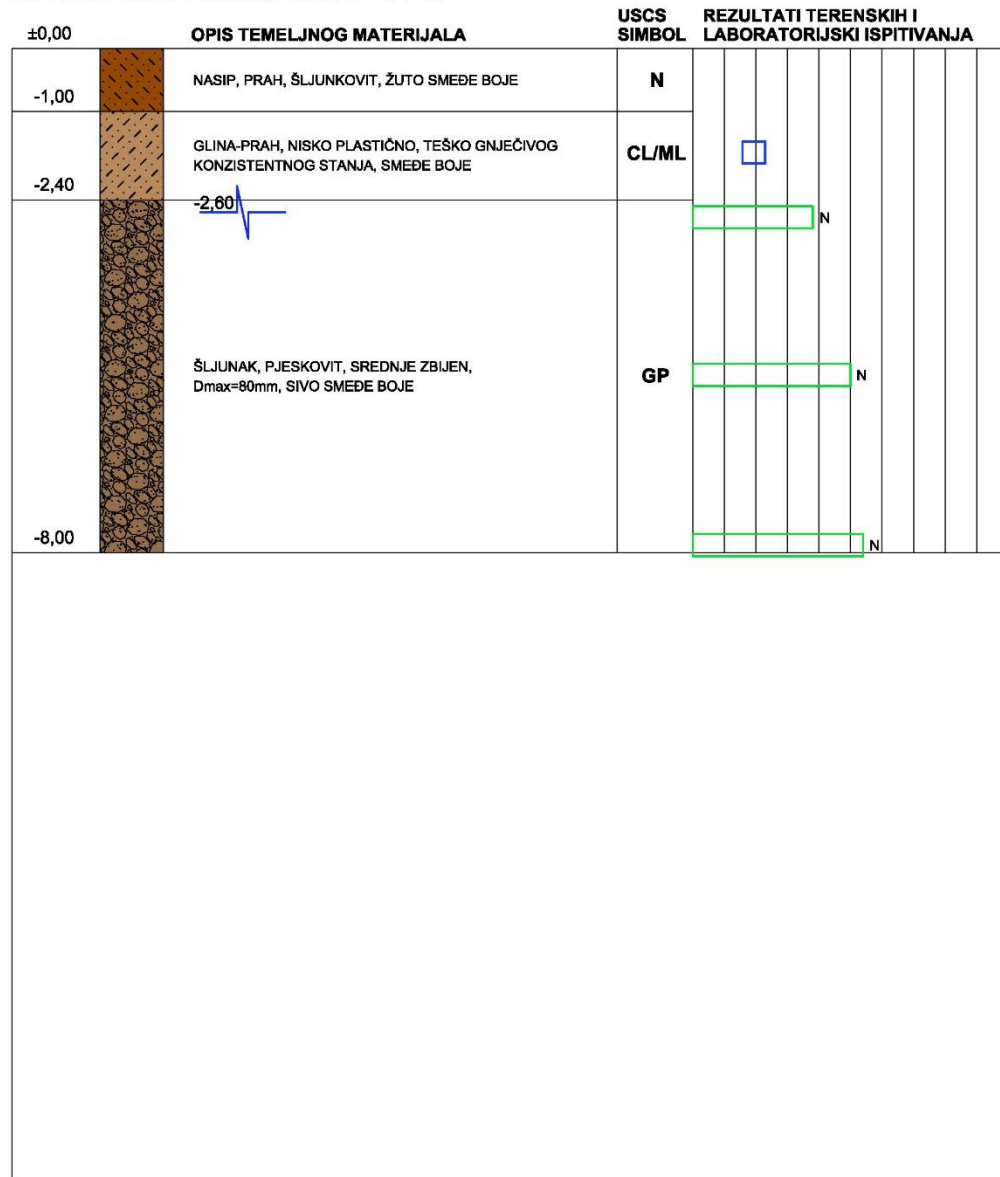 ±0,00
OPIS TEMELJNOG MATERIJALA
USCS
SIMBOL
REZULTATI TERENSKIH I
LABORATORIJSKI ISPITIVANJA
NASIP, PRAH, ŠLJUNKOVIT, ŽUTO SMEĐE BOJE
N
-1,00
GLINA-PRAH, NISKO PLASTIČNO, TEŠKO GNJEČIVOG
KONZISTENTNOG STANJA, SMEĐE BOJE
CL/ML
-2,40
-2,60
N
ŠLJUNAK, PJESKOVIT, SREDNJE ZBIJEN,
Dmax=80mm, SIVO SMEĐE BOJE
GP
N
-8,00
N